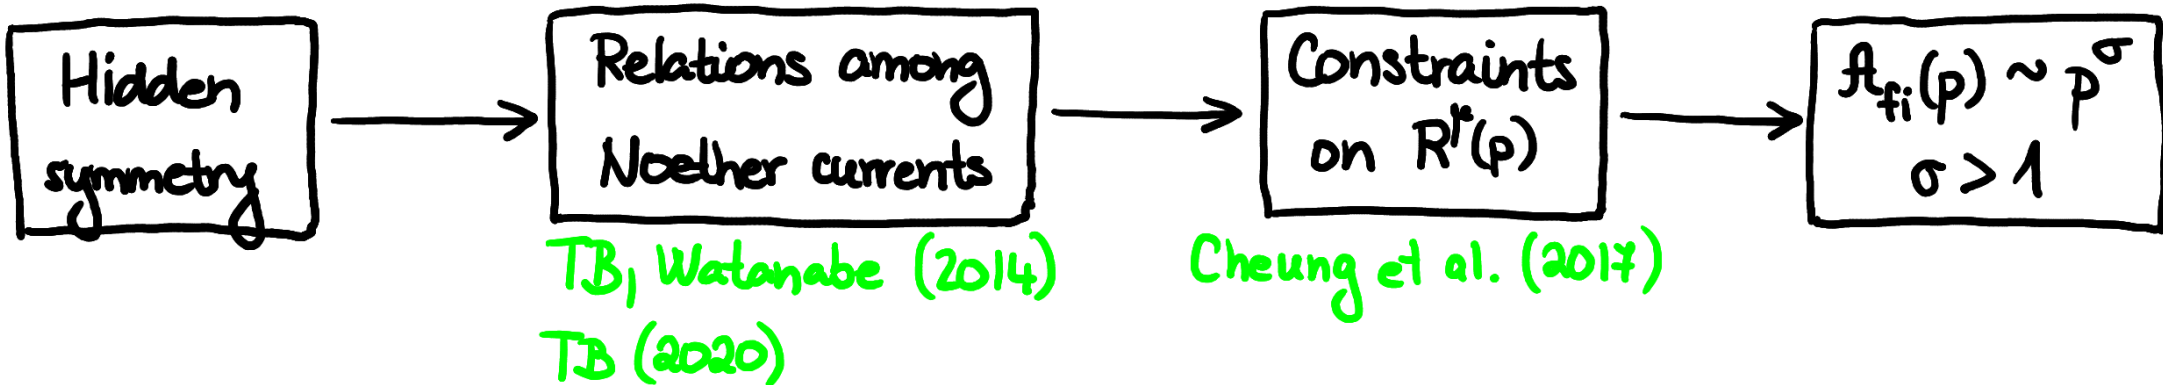 Hidden
symmetry
Relations among
Noether currents
Constraints
on R^μ(p)
A_fi(p) ~ p^σ
σ > 1
TB, Watanabe (2014)
TB (2020)
Cheung et al. (2017)